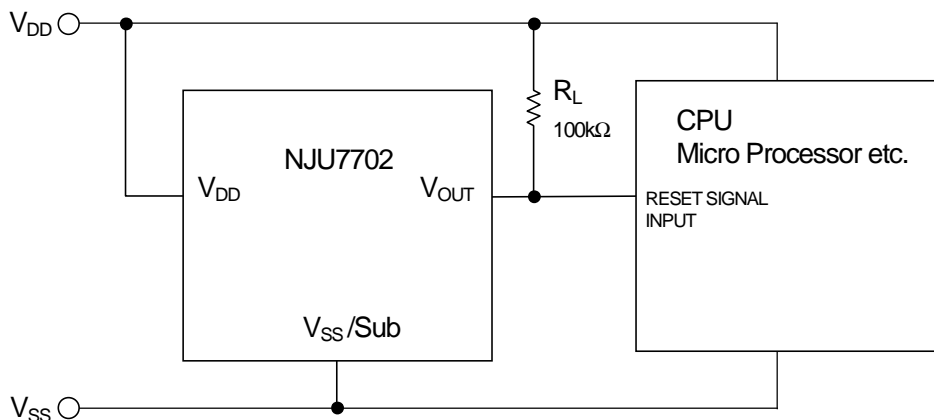 VDD
RL
100kΩ
CPU
Micro Processor etc.
NJU7702
VDD
VOUT
RESET SIGNAL
INPUT
VSS/Sub
VSS